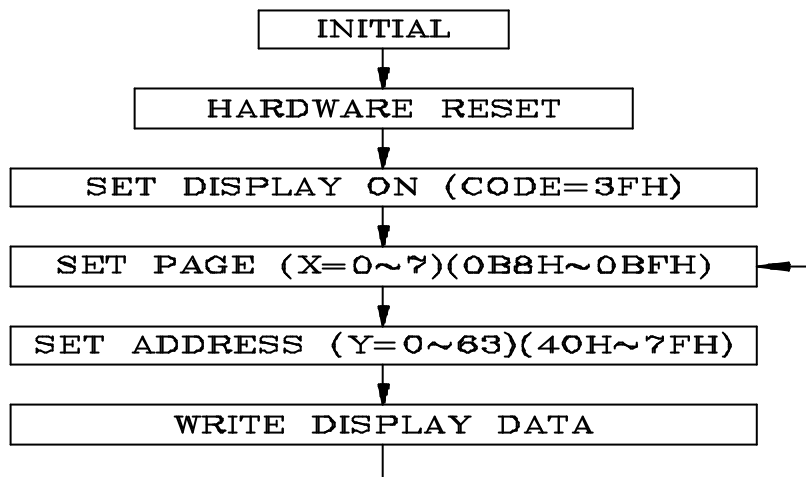 INITIAL
HARDWARE RESET
SET DISPLAY ON (CODE=3FH)
SET PAGE (X=0~7)(0B8H~0BFH)
SET ADDRESS (Y=0~63)(40H~7FH)
WRITE DISPLAY DATA